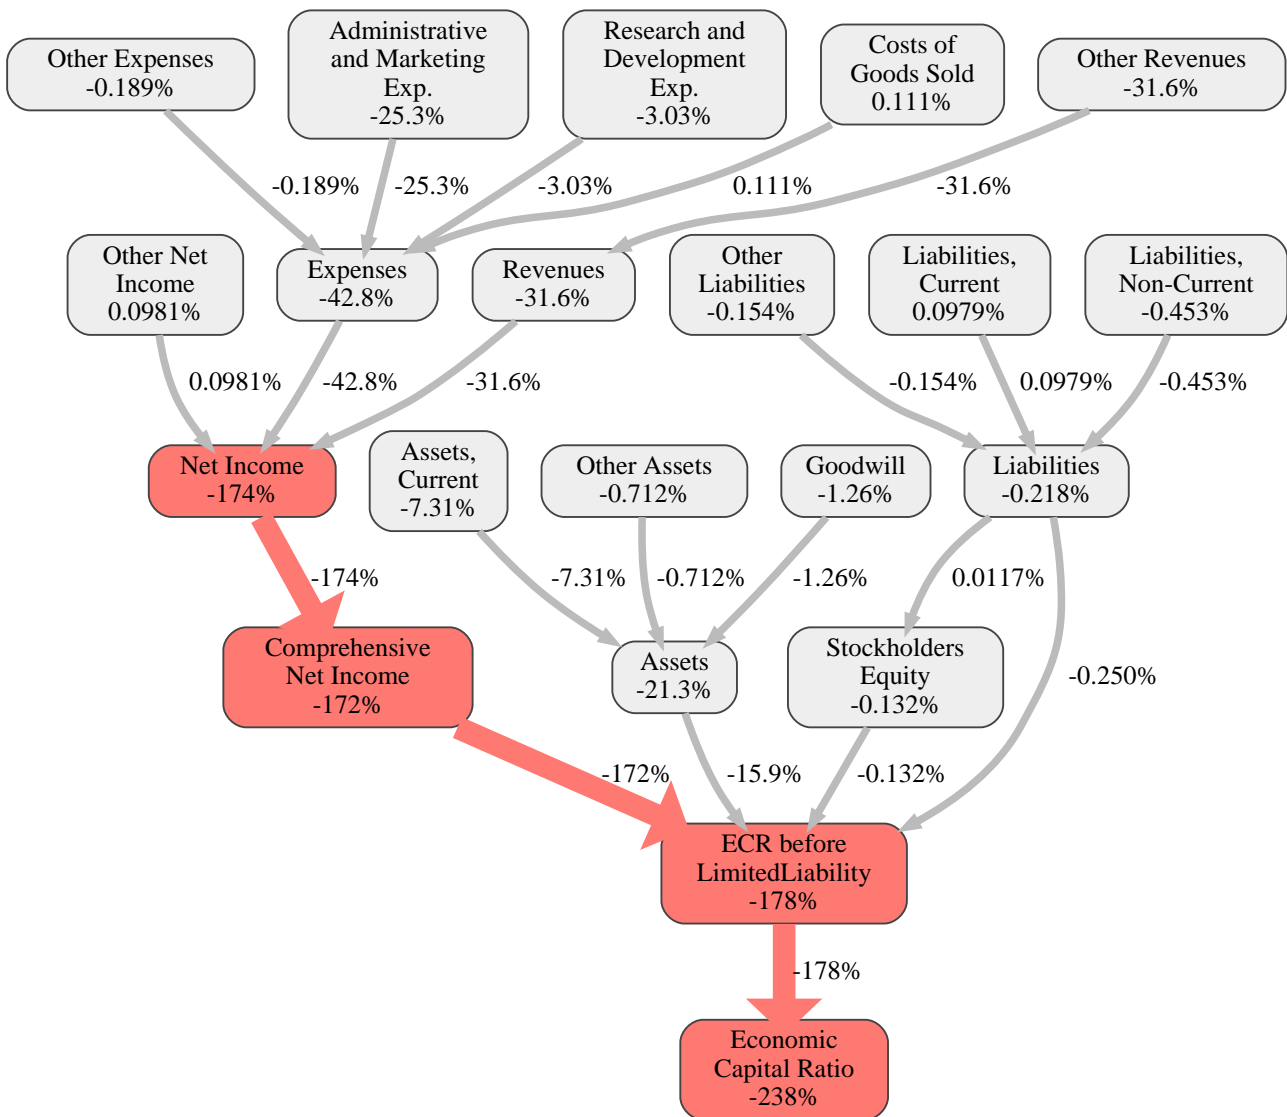 Other Expenses
-0.189%
Administrative
and Marketing
Exp.
-25.3%
Research and
Development
Exp.
-3.03%
Costs of
Goods Sold
0.111%
Other Revenues
-31.6%
-0.189%
-25.3%
-3.03%
0.111%
-31.6%
Other Net
Income
0.0981%
Expenses
-42.8%
Revenues
-31.6%
Other
Liabilities
-0.154%
Liabilities,
Current
0.0979%
Liabilities,
Non-Current
-0.453%
0.0981%
-42.8%
-31.6%
-0.154%
0.0979%
-0.453%
Net Income
-174%
Assets,
Current
-7.31%
Other Assets
-0.712%
Goodwill
-1.26%
Liabilities
-0.218%
-174%
-7.31%
-0.712%
-1.26%
0.0117%
-0.250%
Comprehensive
Net Income
-172%
Assets
-21.3%
Stockholders
Equity
-0.132%
-172%
-15.9%
-0.132%
ECR before
LimitedLiability
-178%
-178%
Economic
Capital Ratio
-238%